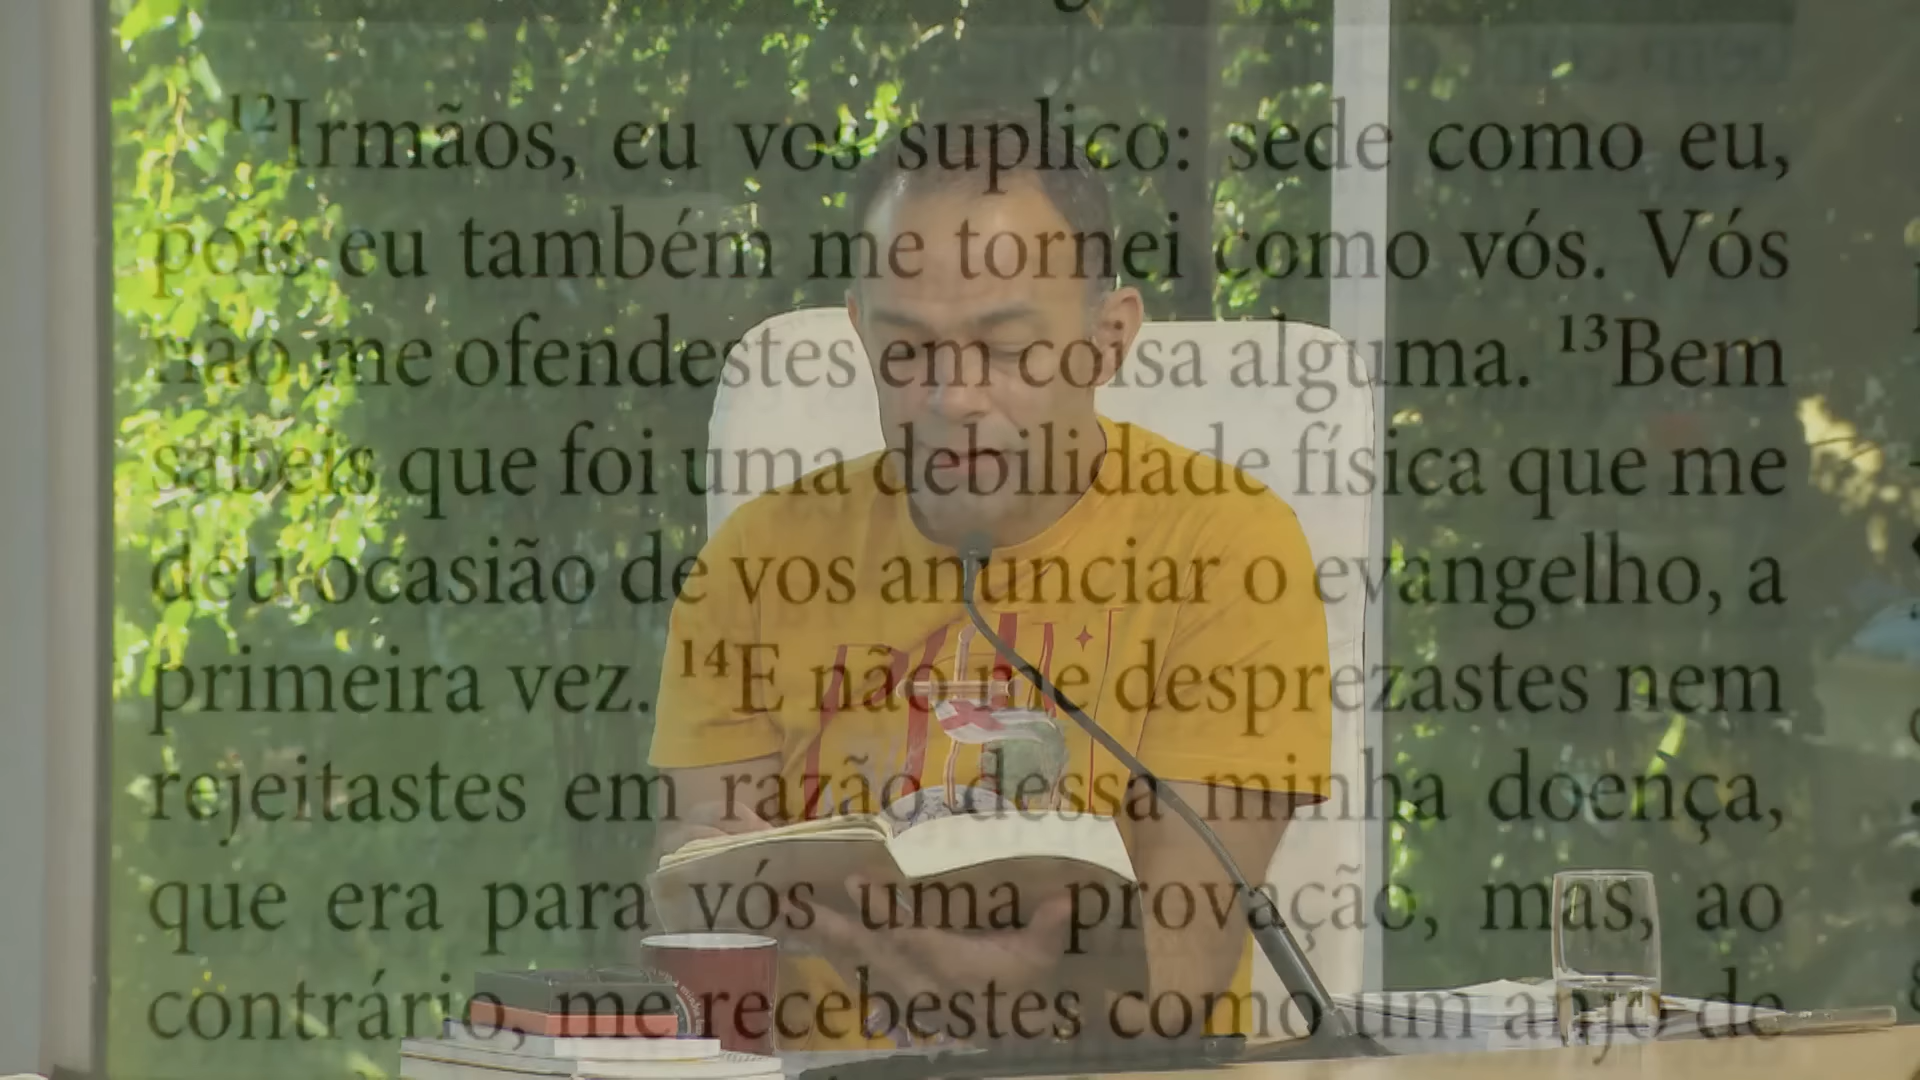 ¹²Irmãos, eu vos suplico: sede como eu,
pois eu também me tornei como vós. Vós
não me ofendestes em coisa alguma. ¹³Bem
sabeis que foi uma debilidade física que me
deu ocasião de vos anunciar o evangelho, a
primeira vez. ¹⁴E não me desprezastes nem
rejeitastes em razão dessa minha doença,
que era para vós uma provação, mas, ao
contrário, me recebestes como um anjo de